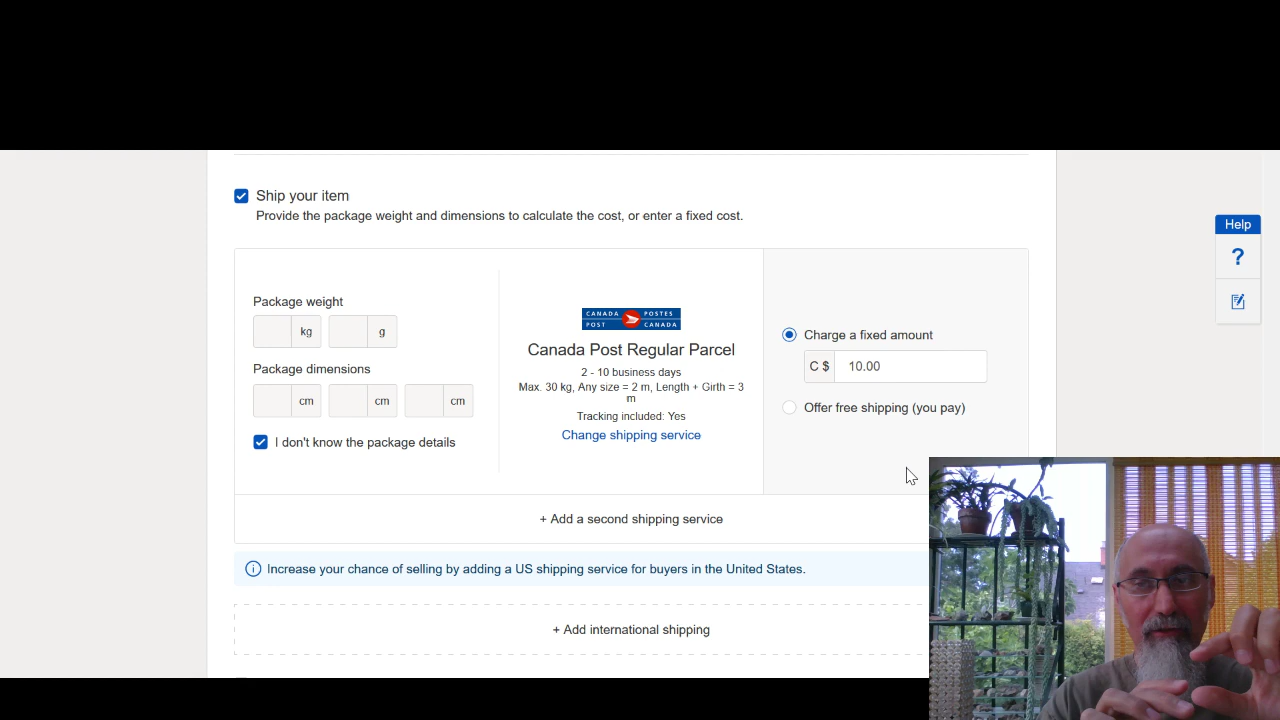 Ship your item
Provide the package weight and dimensions to calculate the cost, or enter a fixed cost.
Help
?
Package weight
kg
g
Package dimensions
cm
cm
cm
I don't know the package details
CANADA POSTES
POST CANADA
Canada Post Regular Parcel
2 - 10 business days
Max. 30 kg, Any size = 2 m, Length + Girth = 3
m
Tracking included: Yes
Change shipping service
Charge a fixed amount
C $ 10.00
Offer free shipping (you pay)
+ Add a second shipping service
Increase your chance of selling by adding a US shipping service for buyers in the United States.
+ Add international shipping